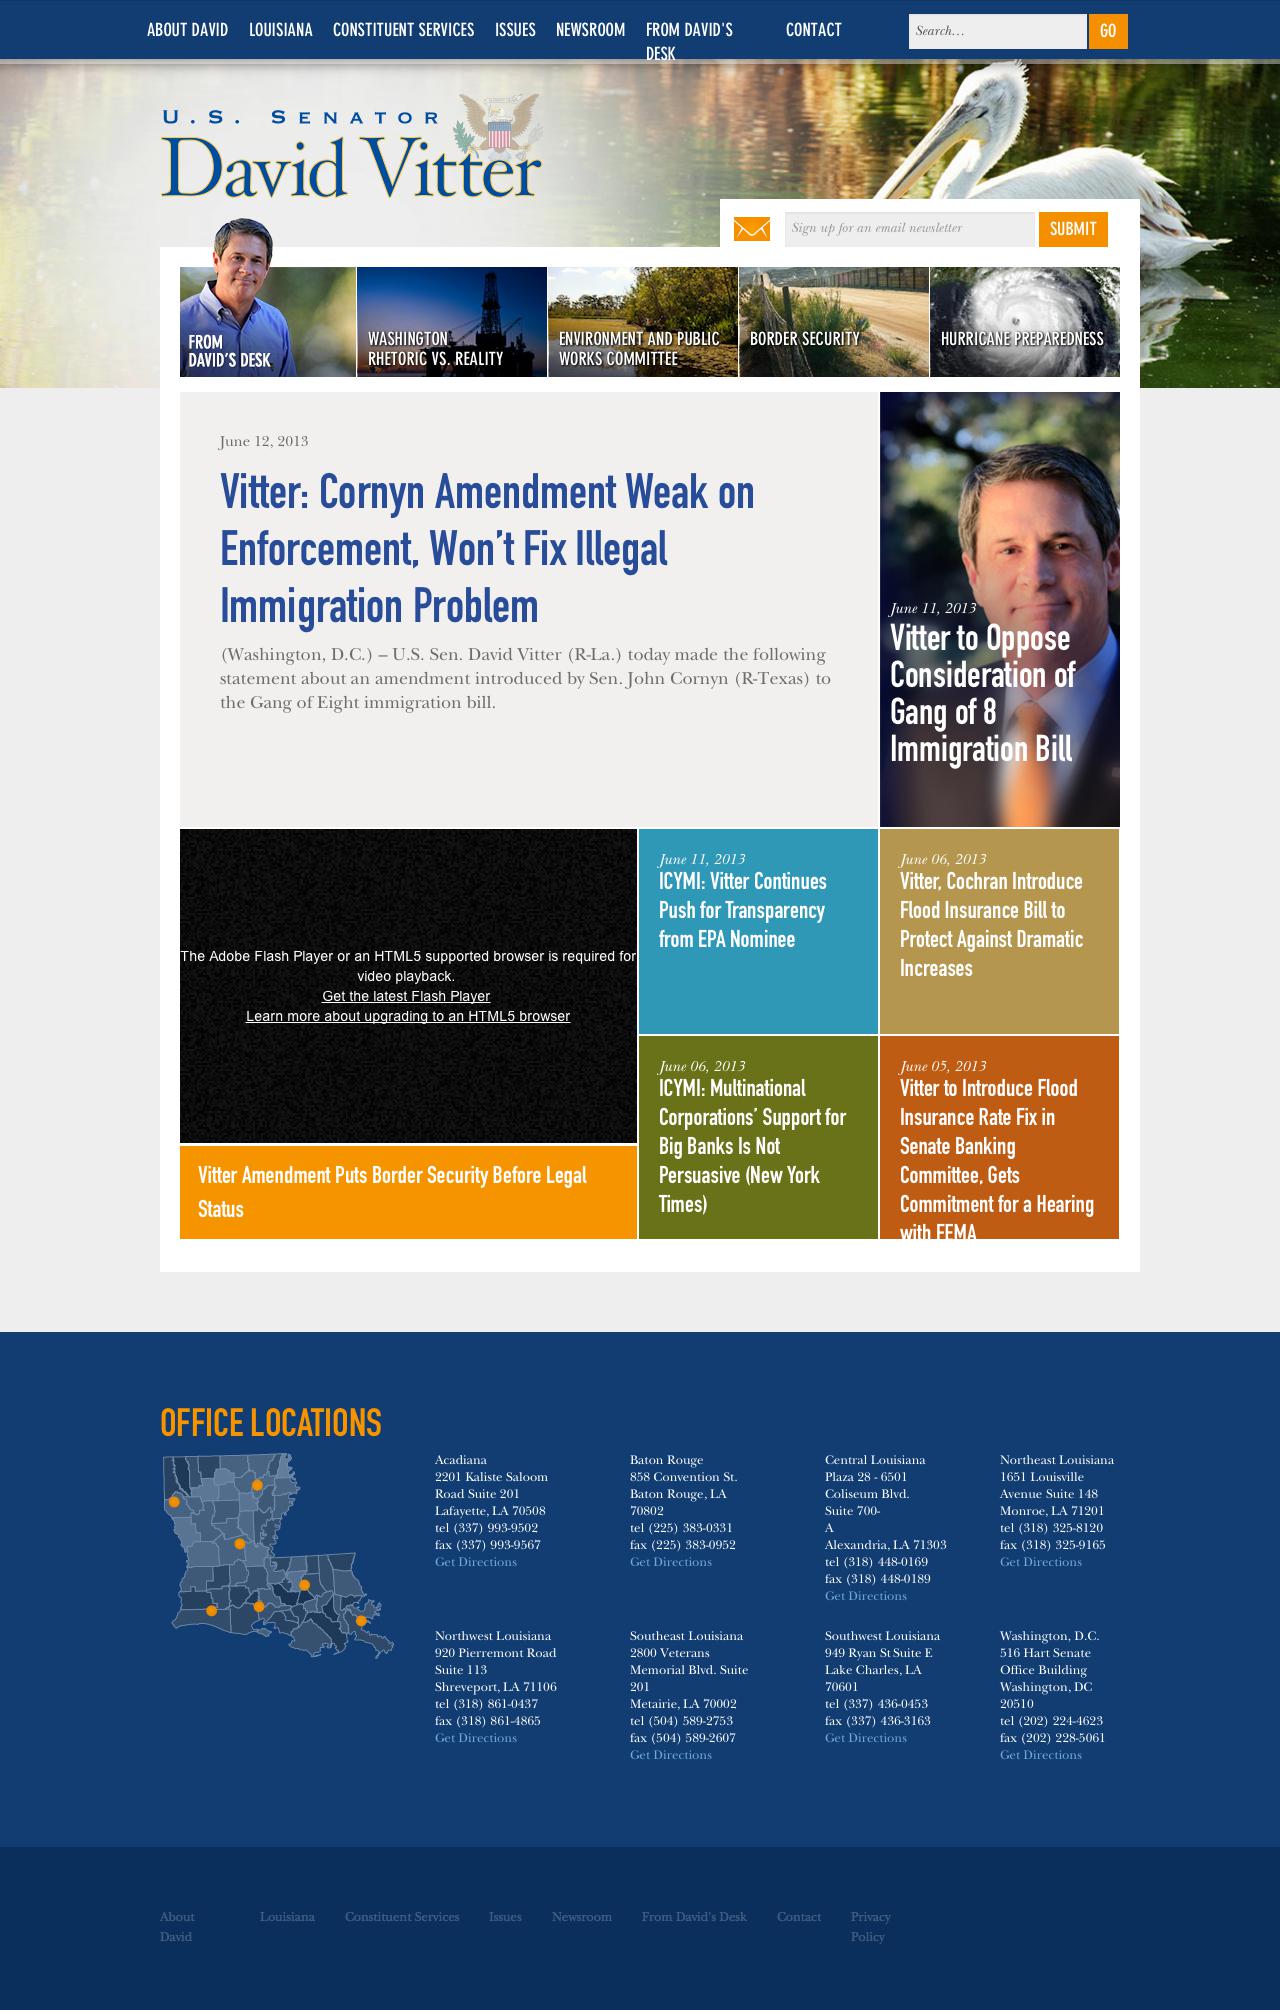 ABOUT DAVID
LOUISIANA
CONSTITUENT SERVICES
ISSUES
NEWSROOM
FROM DAVID'S
DESK
CONTACT
Search…
GO
U.S. SENATOR
David Vitter
Sign up for an email newsletter
SUBMIT
FROM
DAVID'S DESK
WASHINGTON
RHETORIC VS. REALITY
ENVIRONMENT AND PUBLIC
WORKS COMMITTEE
BORDER SECURITY
HURRICANE PREPAREDNESS
June 12, 2013
Vitter: Cornyn Amendment Weak on
Enforcement, Won't Fix Illegal
Immigration Problem
(Washington, D.C.) – U.S. Sen. David Vitter (R-La.) today made the following
statement about an amendment introduced by Sen. John Cornyn (R-Texas) to
the Gang of Eight immigration bill.
June 11, 2013
Vitter to Oppose
Consideration of
Gang of 8
Immigration Bill
The Adobe Flash Player or an HTML5 supported browser is required for
video playback.
Get the latest Flash Player
Learn more about upgrading to an HTML5 browser
Vitter Amendment Puts Border Security Before Legal
Status
June 11, 2013
ICYMI: Vitter Continues
Push for Transparency
from EPA Nominee
June 06, 2013
Vitter, Cochran Introduce
Flood Insurance Bill to
Protect Against Dramatic
Increases
June 06, 2013
ICYMI: Multinational
Corporations' Support for
Big Banks Is Not
Persuasive (New York
Times)
June 05, 2013
Vitter to Introduce Flood
Insurance Rate Fix in
Senate Banking
Committee, Gets
Commitment for a Hearing
with FEMA
OFFICE LOCATIONS
Acadiana
2201 Kaliste Saloom
Road Suite 201
Lafayette, LA 70508
tel (337) 993-9502
fax (337) 993-9567
Get Directions
Baton Rouge
858 Convention St.
Baton Rouge, LA
70802
tel (225) 383-0331
fax (225) 383-0952
Get Directions
Central Louisiana
Plaza 28 - 6501
Coliseum Blvd.
Suite 700-
A
Alexandria, LA 71303
tel (318) 448-0169
fax (318) 448-0189
Get Directions
Northeast Louisiana
1651 Louisville
Avenue Suite 148
Monroe, LA 71201
tel (318) 325-8120
fax (318) 325-9165
Get Directions
Northwest Louisiana
920 Pierremont Road
Suite 113
Shreveport, LA 71106
tel (318) 861-0437
fax (318) 861-4865
Get Directions
Southeast Louisiana
2800 Veterans
Memorial Blvd. Suite
201
Metairie, LA 70002
tel (504) 589-2753
fax (504) 589-2607
Get Directions
Southwest Louisiana
949 Ryan St Suite E
Lake Charles, LA
70601
tel (337) 436-0453
fax (337) 436-3163
Get Directions
Washington, D.C.
516 Hart Senate
Office Building
Washington, DC
20510
tel (202) 224-4623
fax (202) 228-5061
Get Directions
About
David
Louisiana
Constituent Services
Issues
Newsroom
From David's Desk
Contact
Privacy
Policy